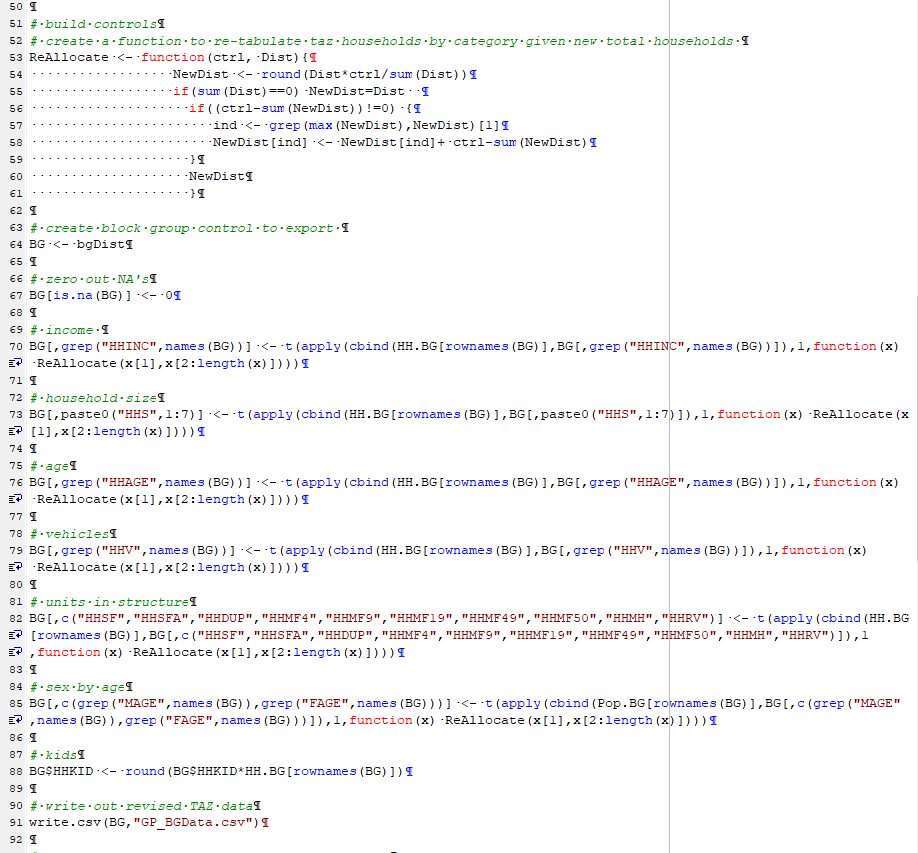 50 ¶
51 # build controls¶
52 # create a function to re-tabulate taz households by category given new total households ¶
53 ReAllocate <- function(ctrl, Dist){¶
54                   NewDist <- round(Dist*ctrl/sum(Dist))¶
55                   if(sum(Dist)==0) NewDist=Dist  ¶
56                     if((ctrl-sum(NewDist))!=0) {¶
57                       ind <- grep(max(NewDist),NewDist)[1]¶
58                       NewDist[ind] <- NewDist[ind]+ ctrl-sum(NewDist)¶
59                     }¶
60                     NewDist¶
61                     }¶
62 ¶
63 # create block group control to export ¶
64 BG <- bgDist¶
65 ¶
66 # zero out NA's¶
67 BG[is.na(BG)] <- 0¶
68 ¶
69 # income ¶
70 BG[,grep("HHINC",names(BG))] <- t(apply(cbind(HH.BG[rownames(BG)],BG[,grep("HHINC",names(BG))]),1,function(x)
 ReAllocate(x[1],x[2:length(x)])))¶
71 ¶
72 # household size¶
73 BG[,paste0("HHS",1:7)] <- t(apply(cbind(HH.BG[rownames(BG)],BG[,paste0("HHS",1:7)]),1,function(x) ReAllocate(x
[1],x[2:length(x)])))¶
74 ¶
75 # age¶
76 BG[,grep("HHAGE",names(BG))] <- t(apply(cbind(HH.BG[rownames(BG)],BG[,grep("HHAGE",names(BG))]),1,function(x)
 ReAllocate(x[1],x[2:length(x)])))¶
77 ¶
78 # vehicles¶
79 BG[,grep("HHV",names(BG))] <- t(apply(cbind(HH.BG[rownames(BG)],BG[,grep("HHV",names(BG))]),1,function(x)
 ReAllocate(x[1],x[2:length(x)])))¶
80 ¶
81 # units in structure¶
82 BG[,c("HHSF","HHSFA","HHDUP","HHMF4","HHMF9","HHMF19","HHMF49","HHMF50","HHMH","HHRV")] <- t(apply(cbind(HH.BG
[rownames(BG)],BG[,c("HHSF","HHSFA","HHDUP","HHMF4","HHMF9","HHMF19","HHMF49","HHMF50","HHMH","HHRV")]),1
,function(x) ReAllocate(x[1],x[2:length(x)])))¶
83 ¶
84 # sex by age¶
85 BG[,c(grep("MAGE",names(BG)),grep("FAGE",names(BG)))] <- t(apply(cbind(Pop.BG[rownames(BG)],BG[,c(grep("MAGE"
,names(BG)),grep("FAGE",names(BG)))]),1,function(x) ReAllocate(x[1],x[2:length(x)])))¶
86 ¶
87 # kids¶
88 BG$HHKID <- round(BG$HHKID*HH.BG[rownames(BG)])¶
89 ¶
90 # write out revised TAZ data¶
91 write.csv(BG,"GP_BGData.csv")¶
92 ¶